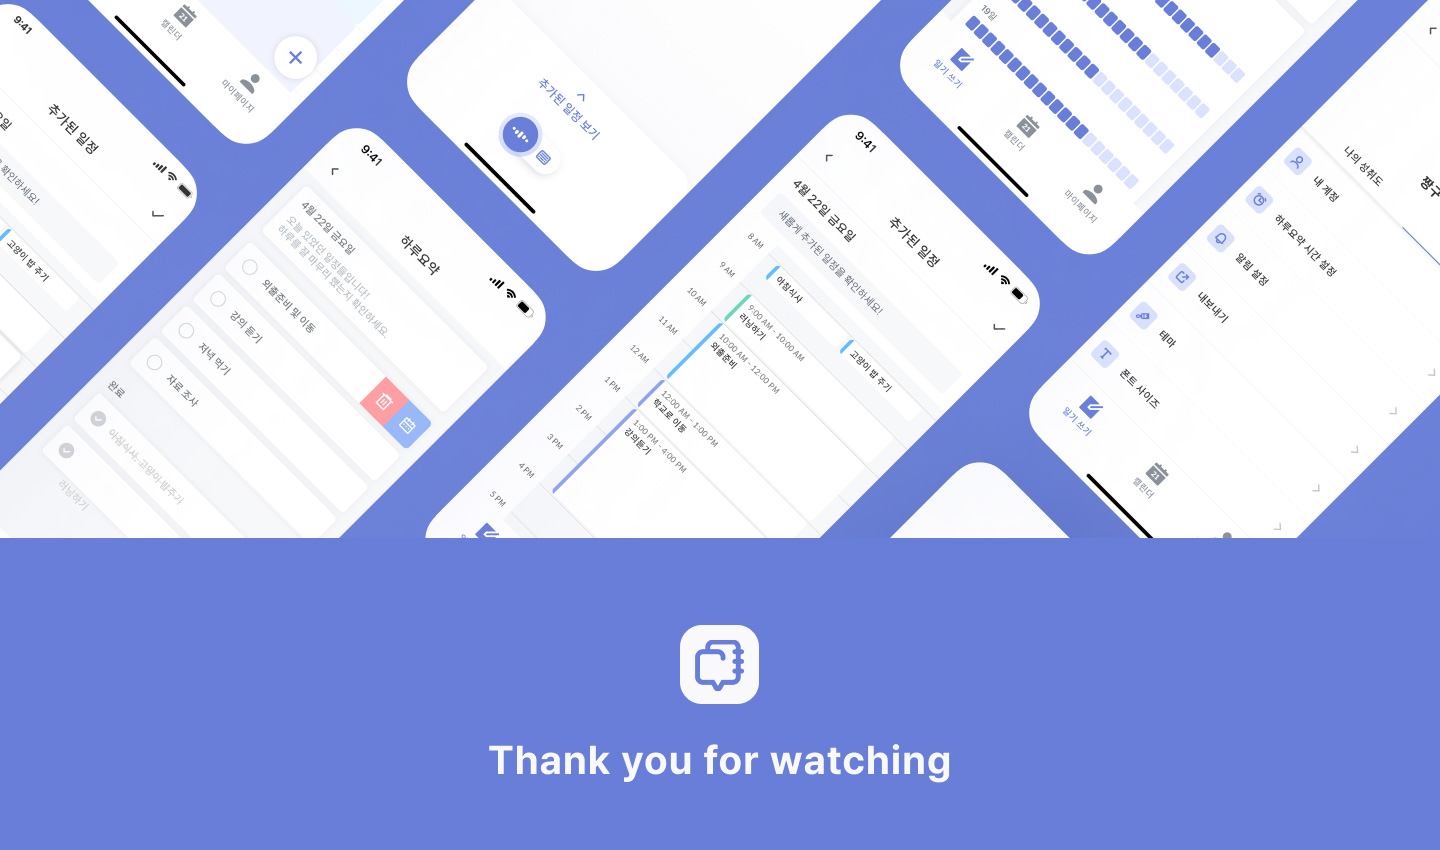 9:41
요일
추가된 일정
확인하세요!
고양이 밥 주기
21
캘린더
마이페이지
9:41
하루요약
4월 22일 금요일
오늘 있었던 일정들입니다!
하루를 잘 마무리 했는지 확인하세요.
외출준비 및 이동
강의 듣기
저녁 먹기
자료 조사
완료
아침식사, 고양이 밥주기
러닝하기
추가된 일정 보기
9:41
추가된 일정
4월 22일 금요일
새롭게 추가된 일정을 확인하세요!
8 AM
9 AM
10 AM
11 AM
12 AM
1 PM
2 PM
3 PM
4 PM
5 PM
아침식사
고양이 밥 주기
9:00 AM - 10:00 AM
러닝하기
10:00 AM - 12:00 PM
외출준비
12:00 AM - 1:00 PM
학교로 이동
1:00 PM - 4:00 PM
강의듣기
19일
일기 쓰기
21
캘린더
마이페이지
나의 성취도
내 계정
하루요약 시간 설정
알림 설정
내보내기
테마
T
폰트 사이즈
일기 쓰기
21
캘린더
Thank you for watching